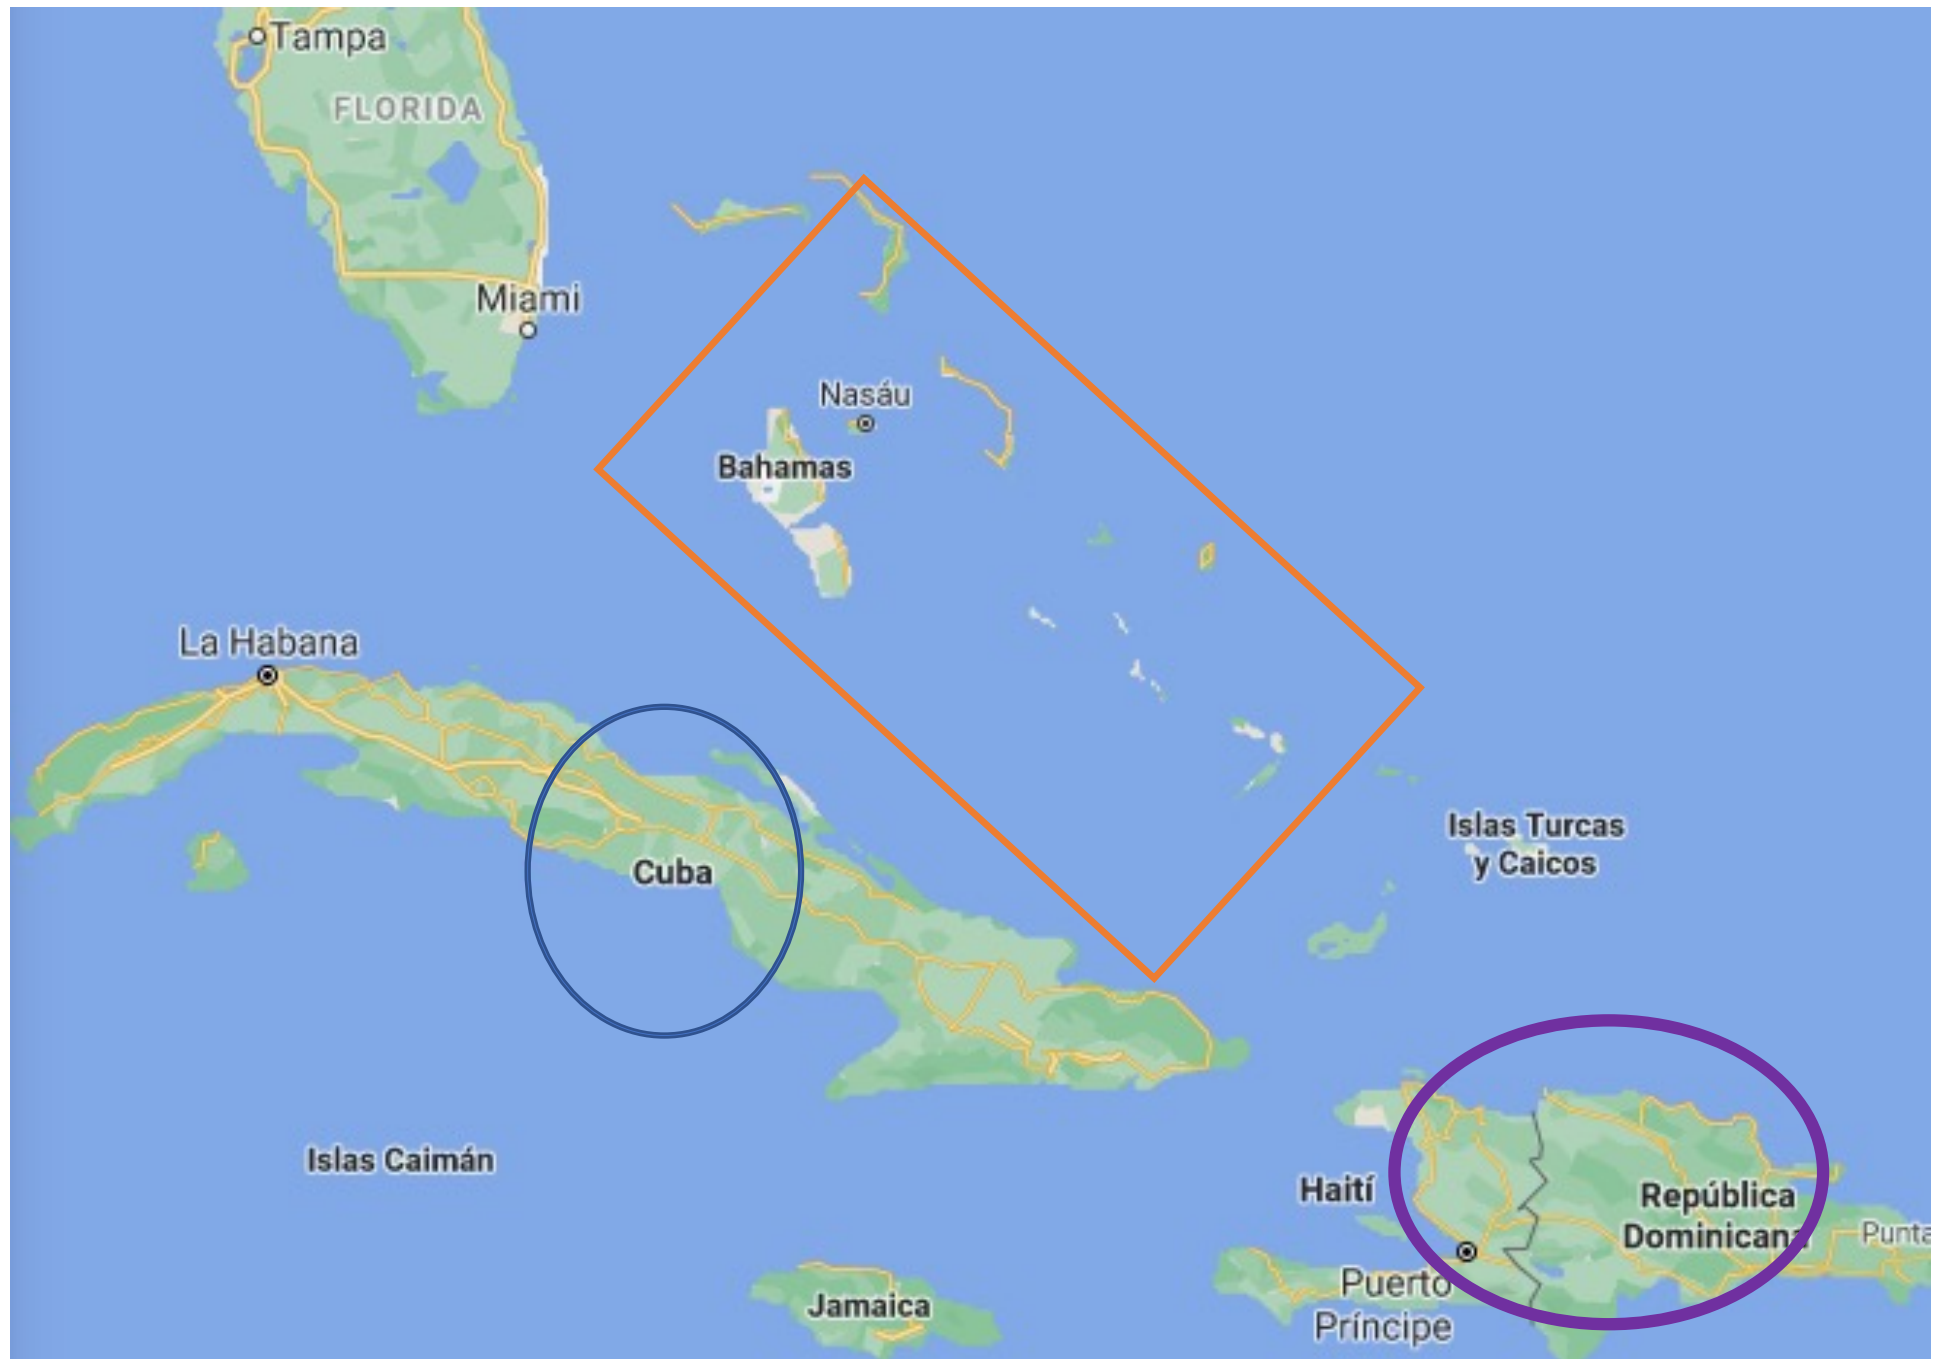 Tampa
FLORIDA
Miami
Nasáu
Bahamas
La Habana
Cuba
Islas Turcas
y Caicos
Islas Caimán
Haití
República
Dominicana
Punta
Puerto
Príncipe
Jamaica